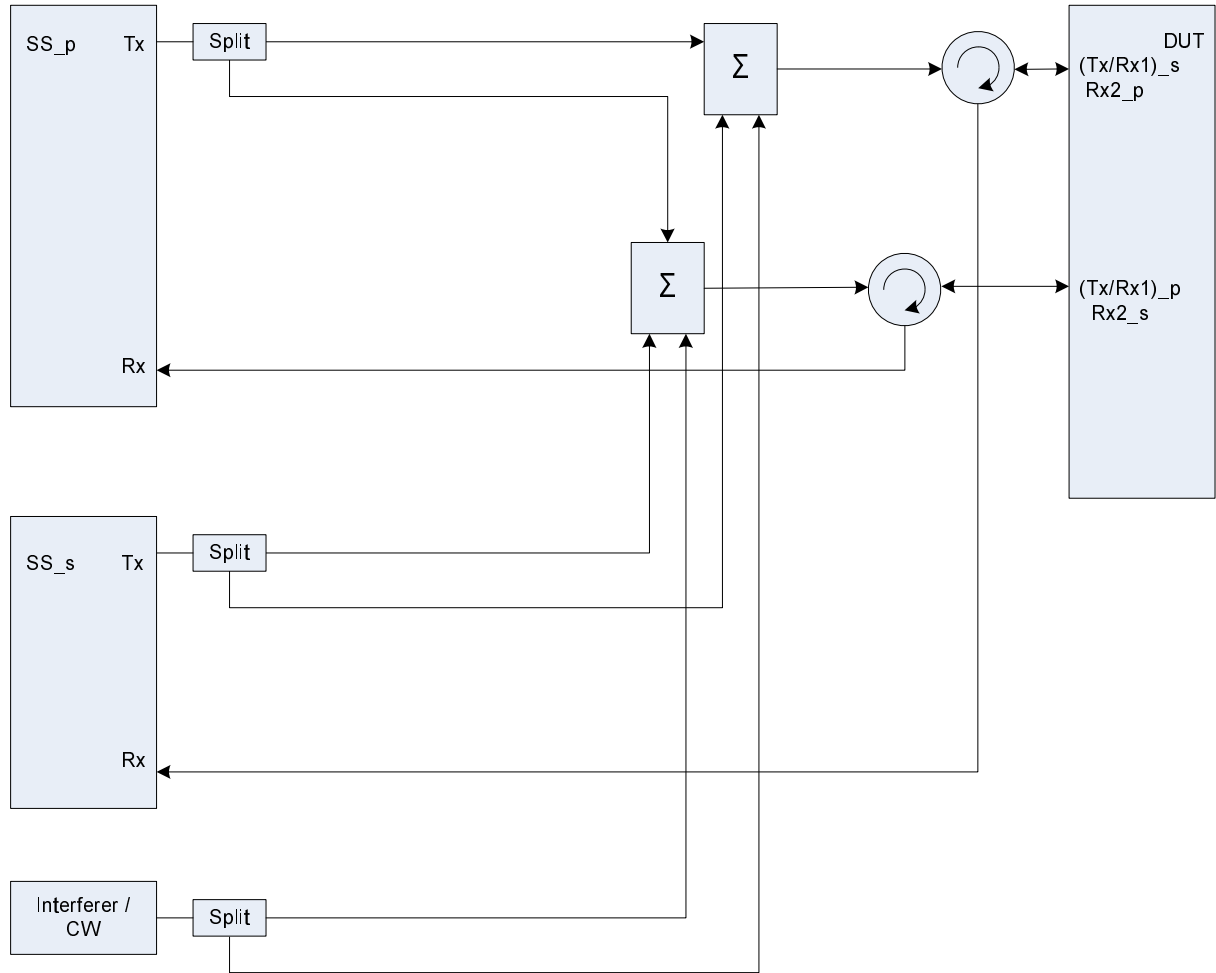 SS_p Tx
Split
Σ
DUT
(Tx/Rx1)_s
Rx2_p
Σ
(Tx/Rx1)_p
Rx2_s
Rx
SS_s Tx
Split
Rx
Interferer /
CW
Split